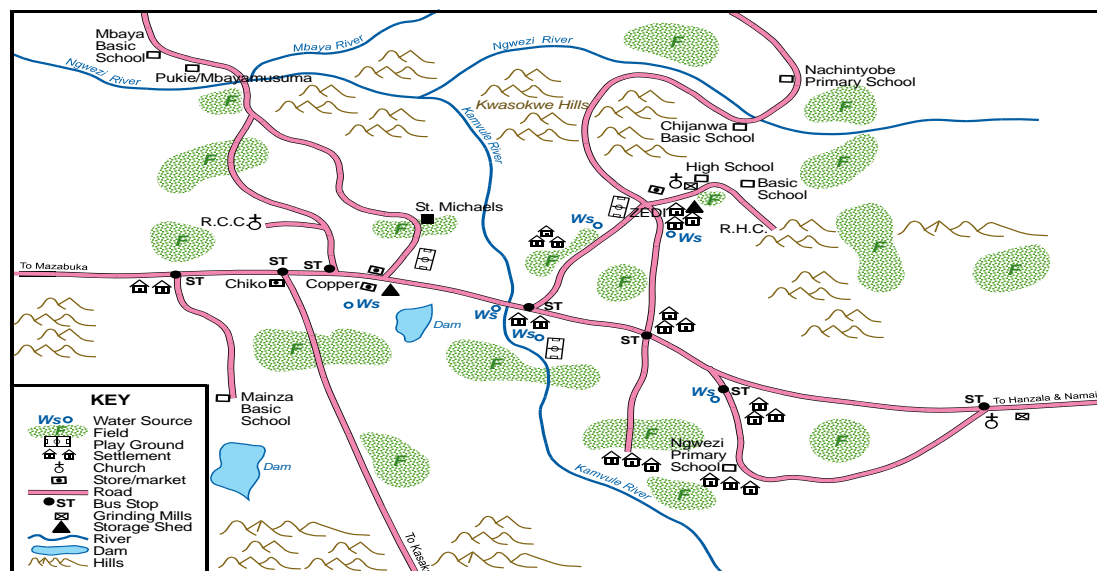 Mbaya
Basic
School
Pukie/Mbayamusuma
Ngwezi River
Mbaya River
Ngwezi River
F
Nachintyobe
Primary School
Kwasokwe Hills
Kamvule River
Chijanwa
Basic School
F
F
F
F
High School
Basic
School
St. Michaels
R.C.C
F
F
ZEDI
F
R.H.C.
Ws
Ws
F
F
F
F
To Mazabuka
ST
ST
ST
ST
Chiko
Copper
Ws
Dam
Ws
ST
Ws
ST
F
F
Ws
ST
ST
To Hanzala & Namai
Mainza
Basic
School
Dam
F
F
F
Ngwezi
Primary
School
F
Kamvule River
KEY
Ws Water Source
F Field
Play Ground
Settlement
Church
Store/market
Road
ST Bus Stop
Grinding Mills
Storage Shed
River
Dam
Hills